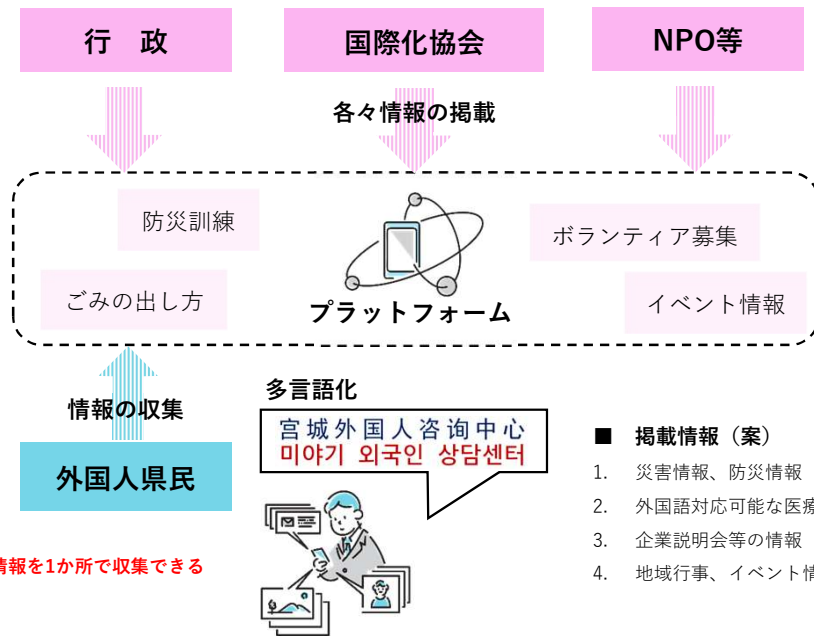 行　政
国際化協会
NPO等
各々情報の掲載
防災訓練
ボランティア募集
ごみの出し方
イベント情報
プラットフォーム
情報の収集
多言語化
宮城外国人咨询中心
미야기 외국인 상담센터
外国人県民
■ 掲載情報（案）
1. 災害情報、防災情報
2. 外国語対応可能な医療
3. 企業説明会等の情報
4. 地域行事、イベント情
情報を1か所で収集できる